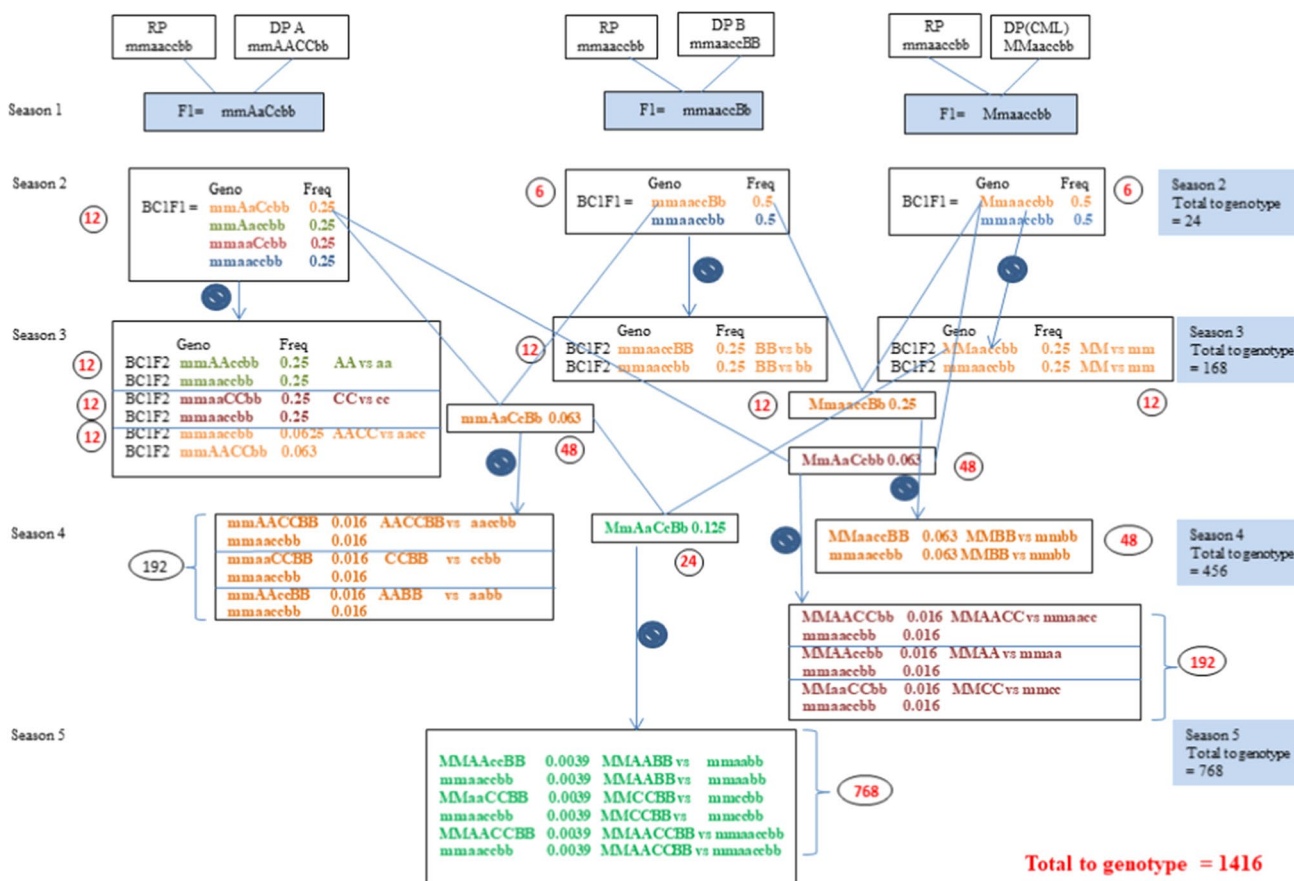 RP
mmaaccbb
DP A
mmAACCbb
RP
mmaaccbb
DP B
mmaaccBB
RP
mmaaccbb
DP(CML)
MMaaccbb
Season 1
F1= mmAaCcbb
F1= mmaaccBb
F1= Mmaaccbb
Season 2
12
Geno Freq
BC1F1 = mmAaCcbb 0.25
mmAaccbb 0.25
mmaaCcbb 0.25
mmaaccbb 0.25
6
Geno Freq
BC1F1 = mmaaccBb 0.5
mmaaccbb 0.5
Geno Freq
BC1F1 = Mmaaccbb 0.5
mmaaccbb 0.5
6
Season 2
Total to genotype
= 24
Season 3
Geno Freq
12 BC1F2 mmAAccbb 0.25 AA vs aa
BC1F2 mmaaccbb 0.25
12 BC1F2 mmaaCCbb 0.25 CC vs cc
BC1F2 mmaaccbb 0.25
12 BC1F2 mmaaccbb 0.0625 AACC vs aacc
BC1F2 mmAACCbb 0.063
12
Geno Freq
BC1F2 mmaaccBB 0.25 BB vs bb
BC1F2 mmaaccbb 0.25 BB vs bb
Geno Freq
BC1F2 MMaaccbb 0.25 MM vs mm
BC1F2 mmaaccbb 0.25 MM vs mm
12
Season 3
Total to genotype
= 168
mmAaCcBb 0.063
48
12
MmaaccBb 0.25
MmAaCcbb 0.063
48
Season 4
192
mmAACCBB 0.016 AACCBB vs aaccbb
mmaaccbb 0.016
mmaaCCBB 0.016 CCBB vs ccbb
mmaaccbb 0.016
mmAAccBB 0.016 AABB vs aabb
mmaaccbb 0.016
MmAaCcBb 0.125
24
MMaaccBB 0.063 MMBB vs mmbb
mmaaccbb 0.063 MMBB vs mmbb
48
Season 4
Total to genotype
= 456
MMAACCbb 0.016 MMAACC vs mmaacc
mmaaccbb 0.016
MMAAccbb 0.016 MMAA vs mmaa
mmaaccbb 0.016
MMaaCCbb 0.016 MMCC vs mmcc
mmaaccbb 0.016
192
Season 5
MMAAccBB 0.0039 MMAABB vs mmaabb
mmaaccbb 0.0039 MMAABB vs mmaabb
MMaaCCBB 0.0039 MMCCBB vs mmccbb
mmaaccbb 0.0039 MMCCBB vs mmccbb
MMAACCBB 0.0039 MMAACCBB vs mmaaccbb
mmaaccbb 0.0039 MMAACCBB vs mmaaccbb
768
Season 5
Total to genotype
= 768
Total to genotype = 1416